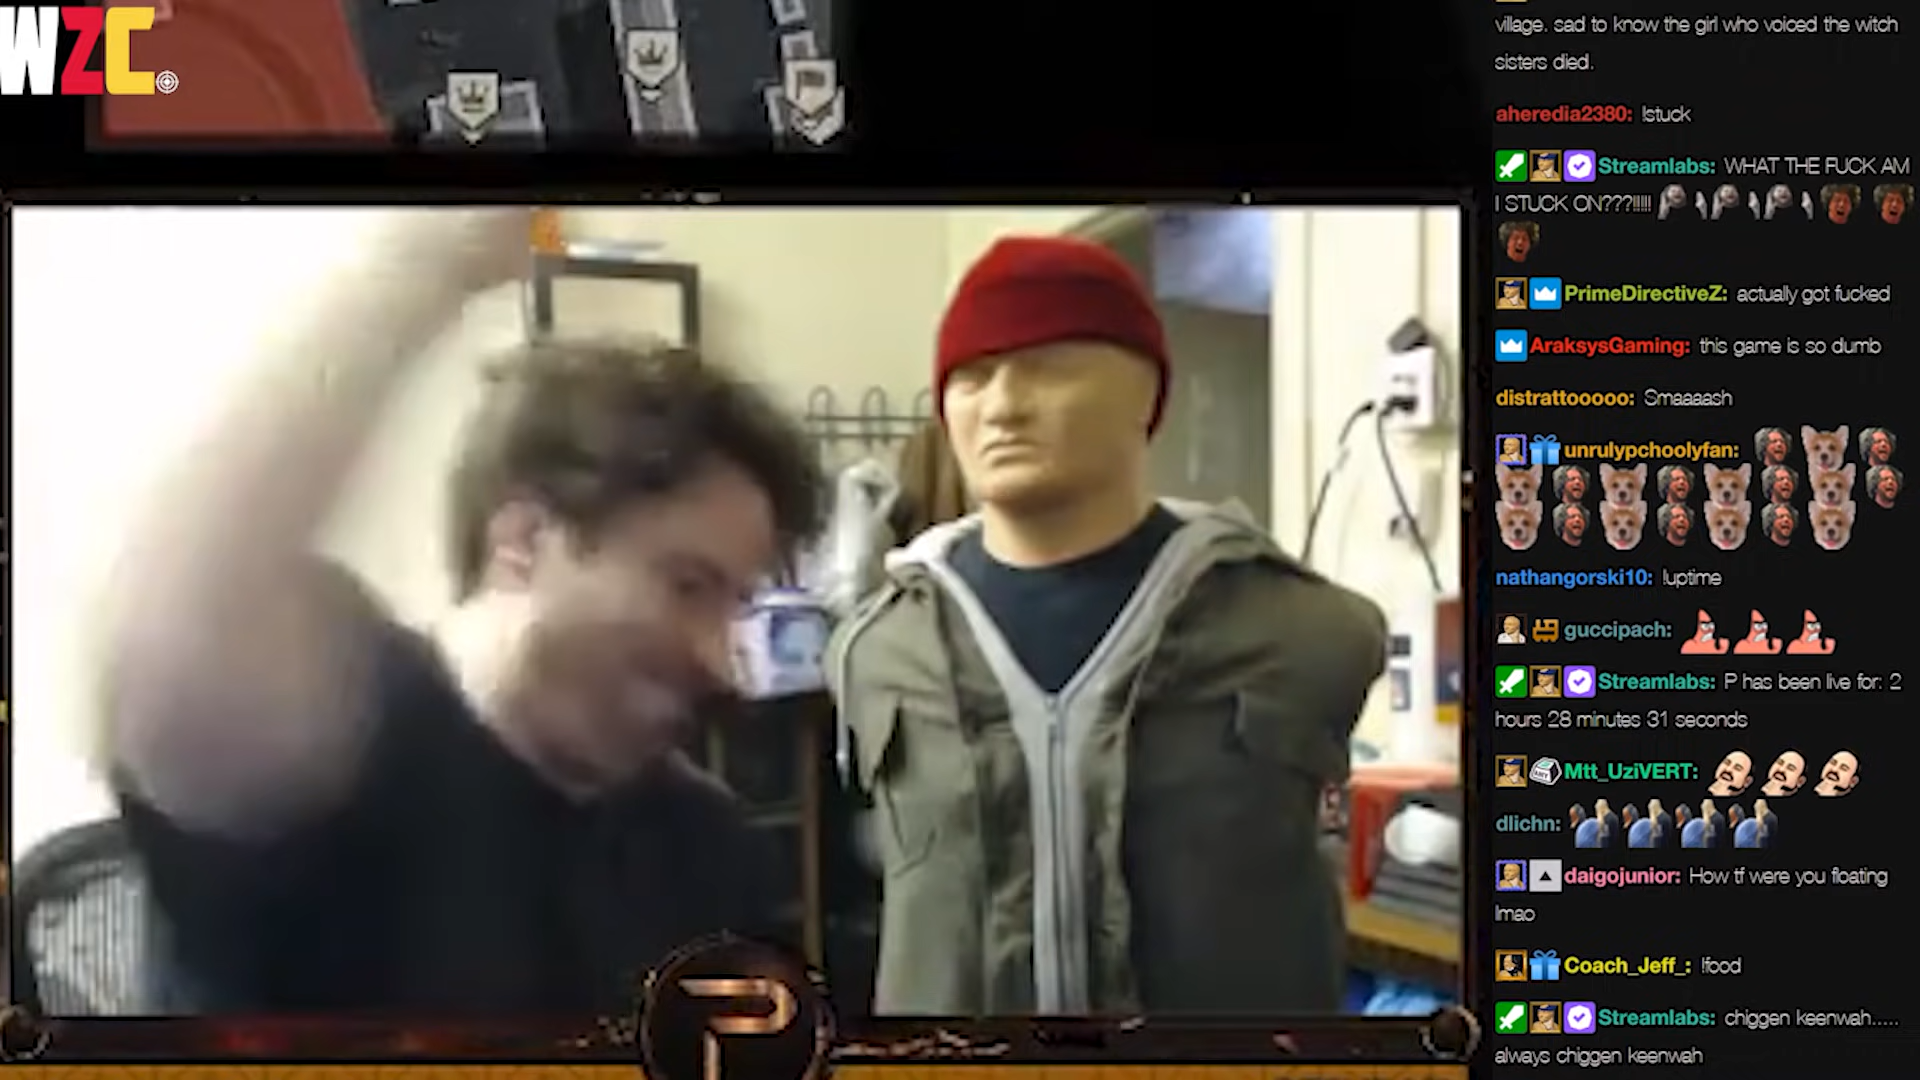 WZC
village. sad to know the girl who voiced the witch
sisters died.
aheredia2380: !stuck
Streamlabs: WHAT THE FUCK AM
I STUCK ON???!!!!!
PrimeDirectiveZ: actually got fucked
AraksysGaming: this game is so dumb
distrattooooo: Smaaaash
unrulypchoolyfan:
nathangorski10: !uptime
guccipach:
Streamlabs: P has been live for: 2
hours 28 minutes 31 seconds
Mtt_UziVERT:
dlichn:
daigojunior: How tf were you floating
lmao
Coach_Jeff_: !food
Streamlabs: chiggen keenwah.....
always chiggen keenwah
P